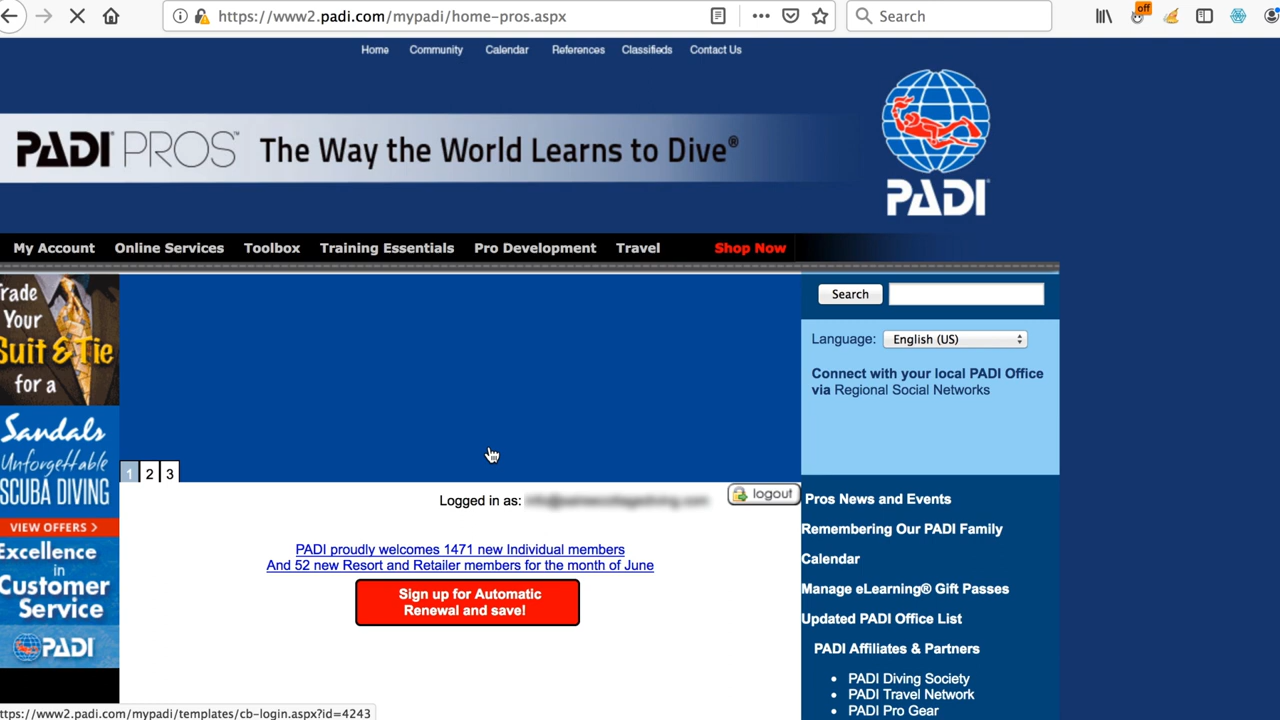 https://www2.padi.com/mypadi/home-pros.aspx
Search
off
Home Community Calendar References Classifieds Contact Us
PADI PROS™ The Way the World Learns to Dive®
PADI
My Account Online Services Toolbox Training Essentials Pro Development Travel Shop Now
Trade
Your
Suit & Tie
for a
Sandals
Unforgettable
SCUBA DIVING
VIEW OFFERS >
Excellence
in
Customer
Service
PADI
1 2 3
Search
Language: English (US)
Connect with your local PADI Office
via Regional Social Networks
Logged in as:
logout
PADI proudly welcomes 1471 new Individual members
And 52 new Resort and Retailer members for the month of June
Sign up for Automatic
Renewal and save!
Pros News and Events
Remembering Our PADI Family
Calendar
Manage eLearning® Gift Passes
Updated PADI Office List
PADI Affiliates & Partners
• PADI Diving Society
• PADI Travel Network
• PADI Pro Gear
ttps://www2.padi.com/mypadi/templates/cb-login.aspx?id=4243